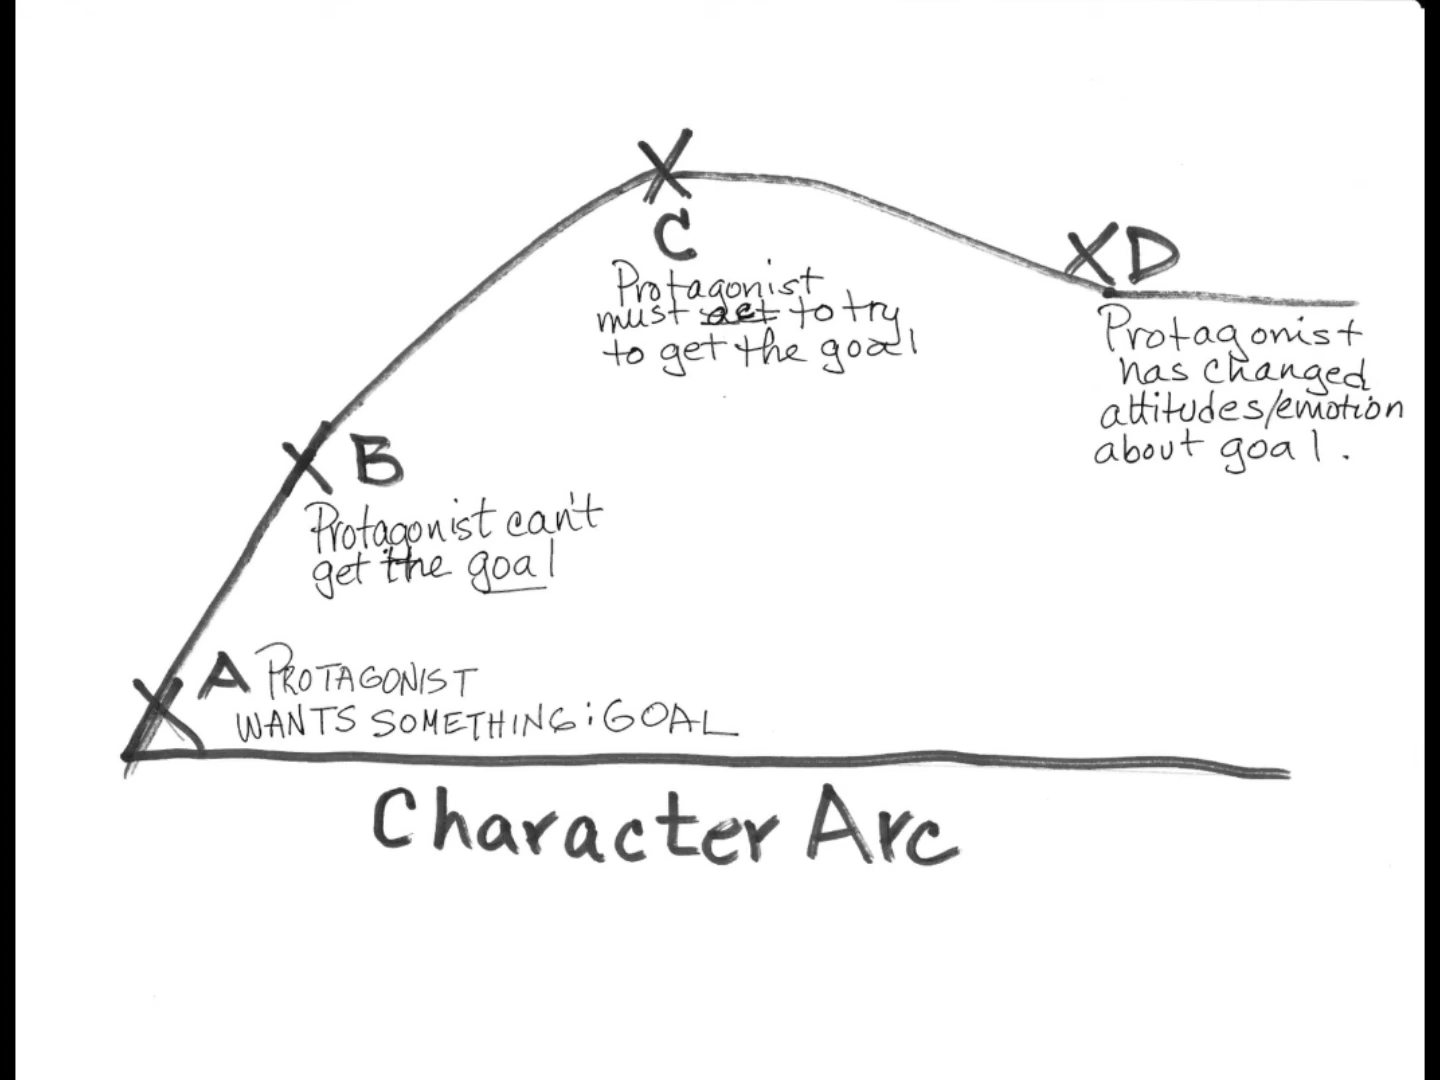 C
Protagonist
must act to try
to get the goal
D
Protagonist
has changed
attitudes/emotion
about goal.
B
Protagonist can't
get the goal
A PROTAGONIST
WANTS SOMETHING: GOAL
Character Arc